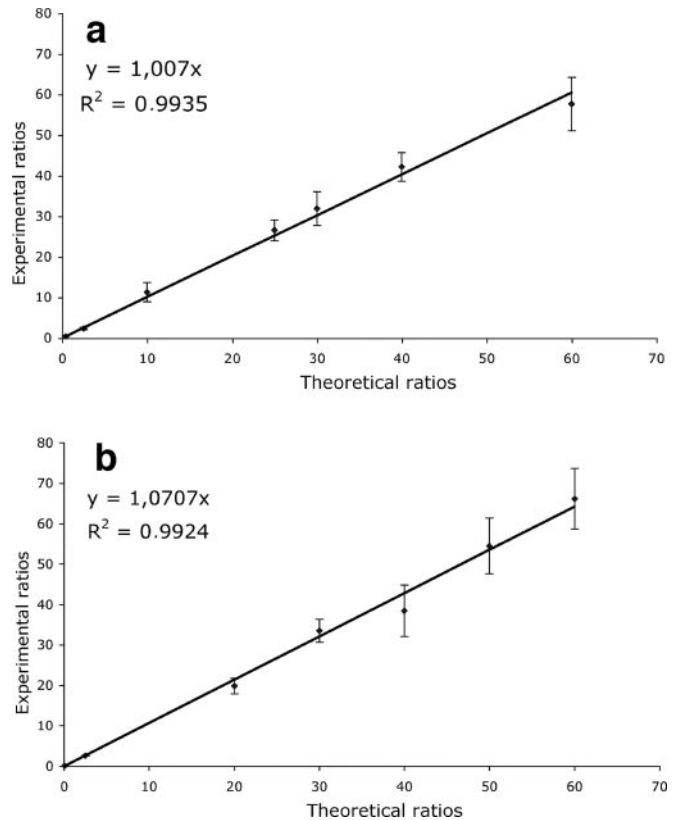 a
y = 1,007x
R² = 0.9935
80
70
60
50
40
30
20
10
0
Experimental ratios
0 10 20 30 40 50 60 70
Theoretical ratios
b
y = 1,0707x
R² = 0.9924
80
70
60
50
40
30
20
10
0
Experimental ratios
0 10 20 30 40 50 60 70
Theoretical ratios